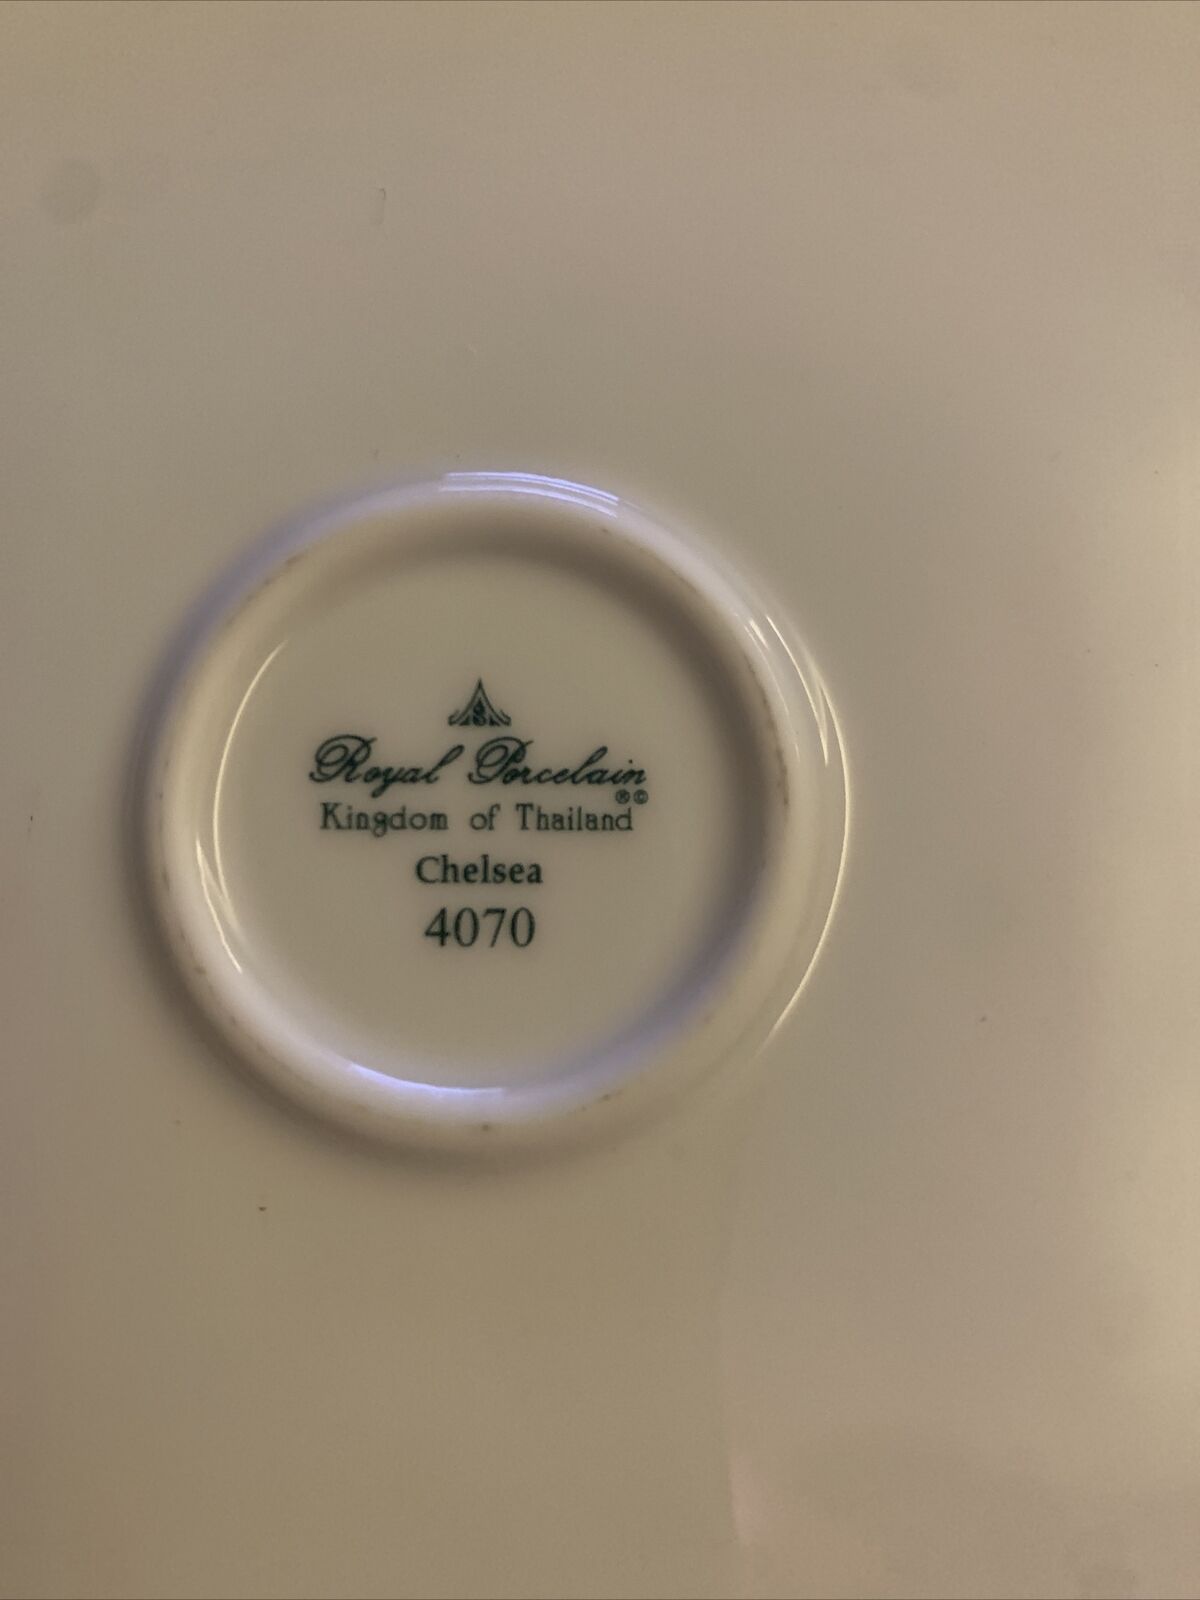 Royal Porcelain
®©
Kingdom of Thailand
Chelsea
4070